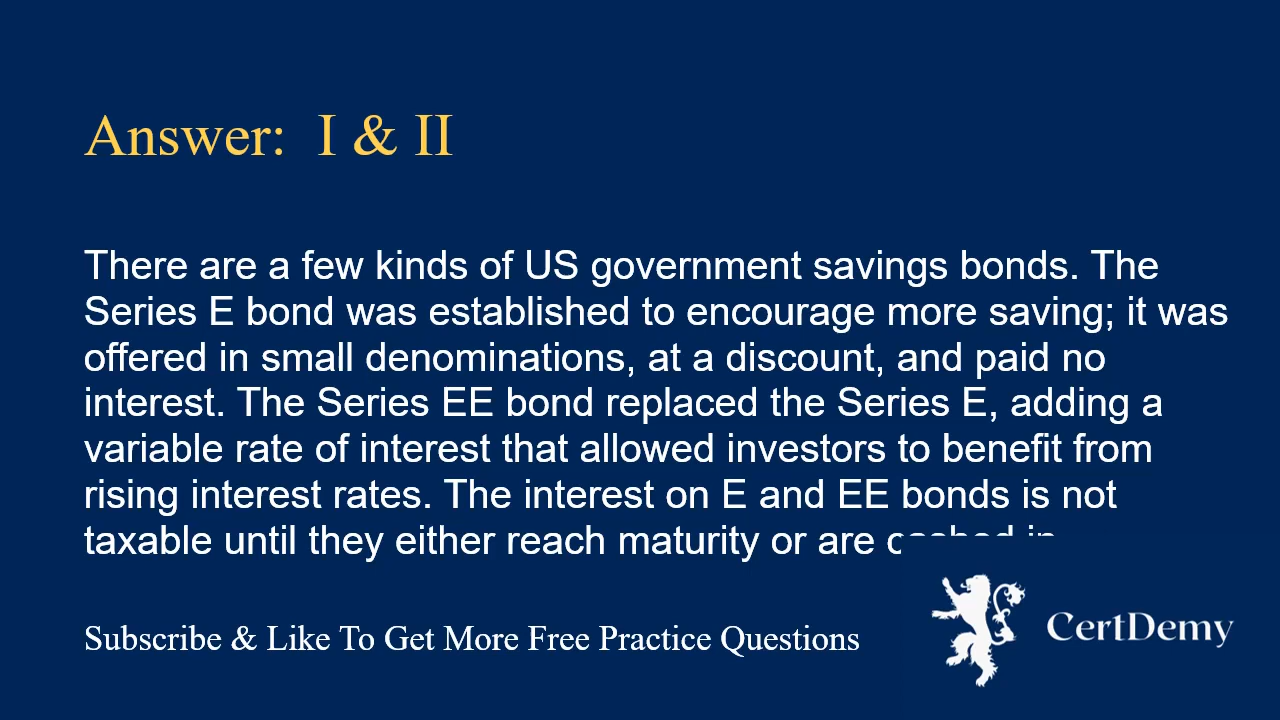 Answer: I & II
There are a few kinds of US government savings bonds. The
Series E bond was established to encourage more saving; it was
offered in small denominations, at a discount, and paid no
interest. The Series EE bond replaced the Series E, adding a
variable rate of interest that allowed investors to benefit from
rising interest rates. The interest on E and EE bonds is not
taxable until they either reach maturity or are cashed in
Subscribe & Like To Get More Free Practice Questions
CertDemy